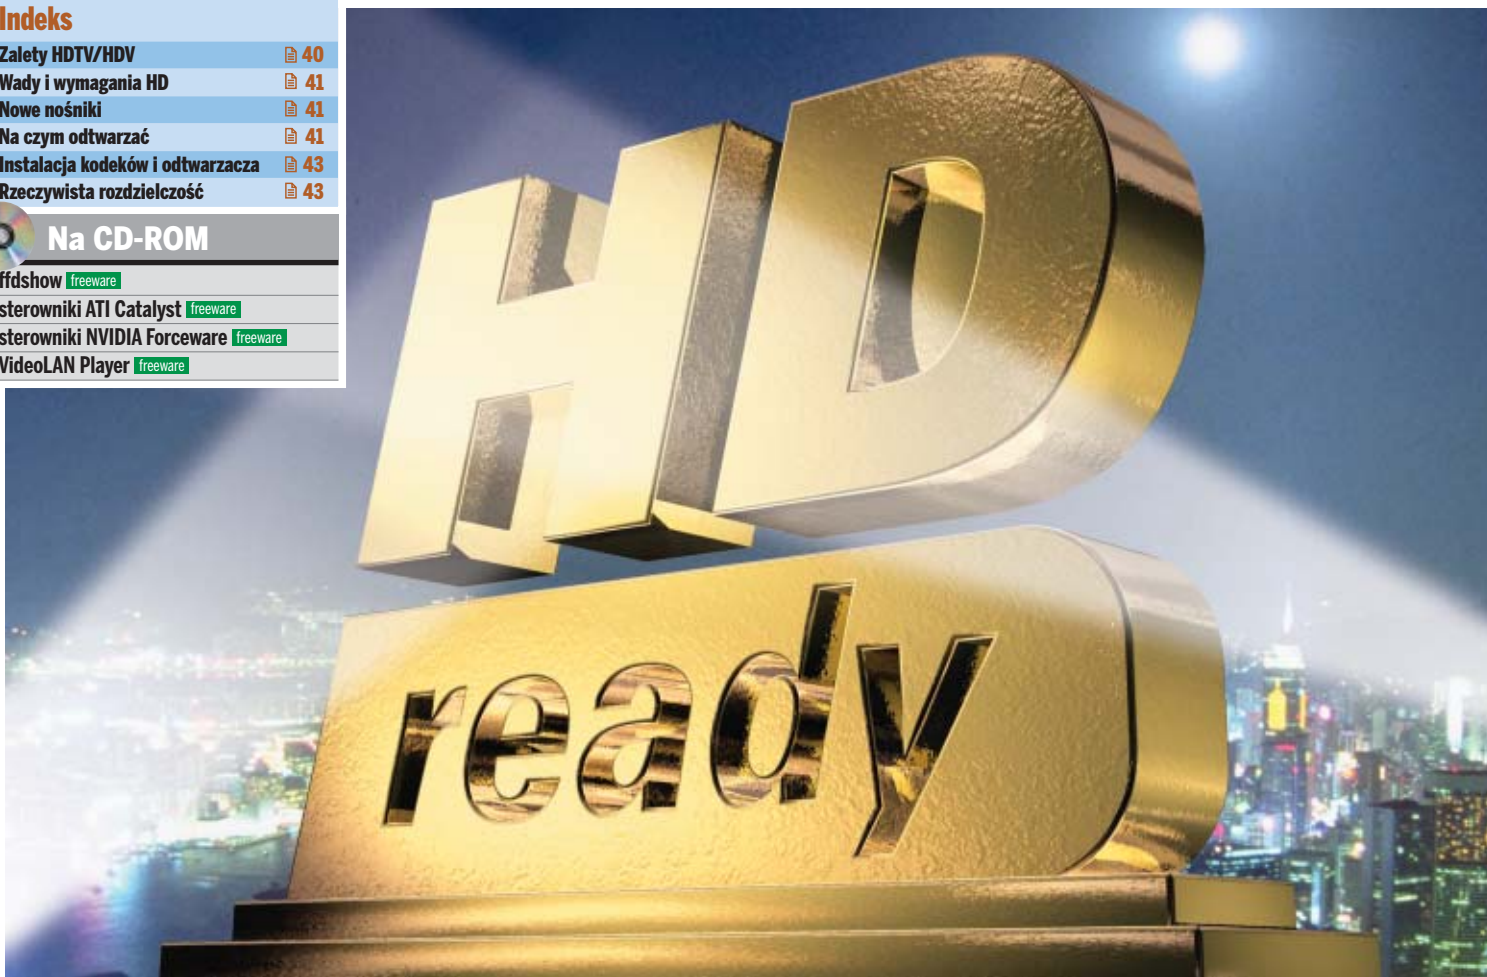 Indeks
Zalety HDTV/HDV 40
Wady i wymagania HD 41
Nowe nośniki 41
Na czym odtwarzać 41
Instalacja kodeków i odtwarzacza 43
Rzeczywista rozdzielczość 43
Na CD-ROM
ffdshow freeware
sterowniki ATI Catalyst freeware
sterowniki NVIDIA Forceware freeware
VideoLAN Player freeware
HD
ready